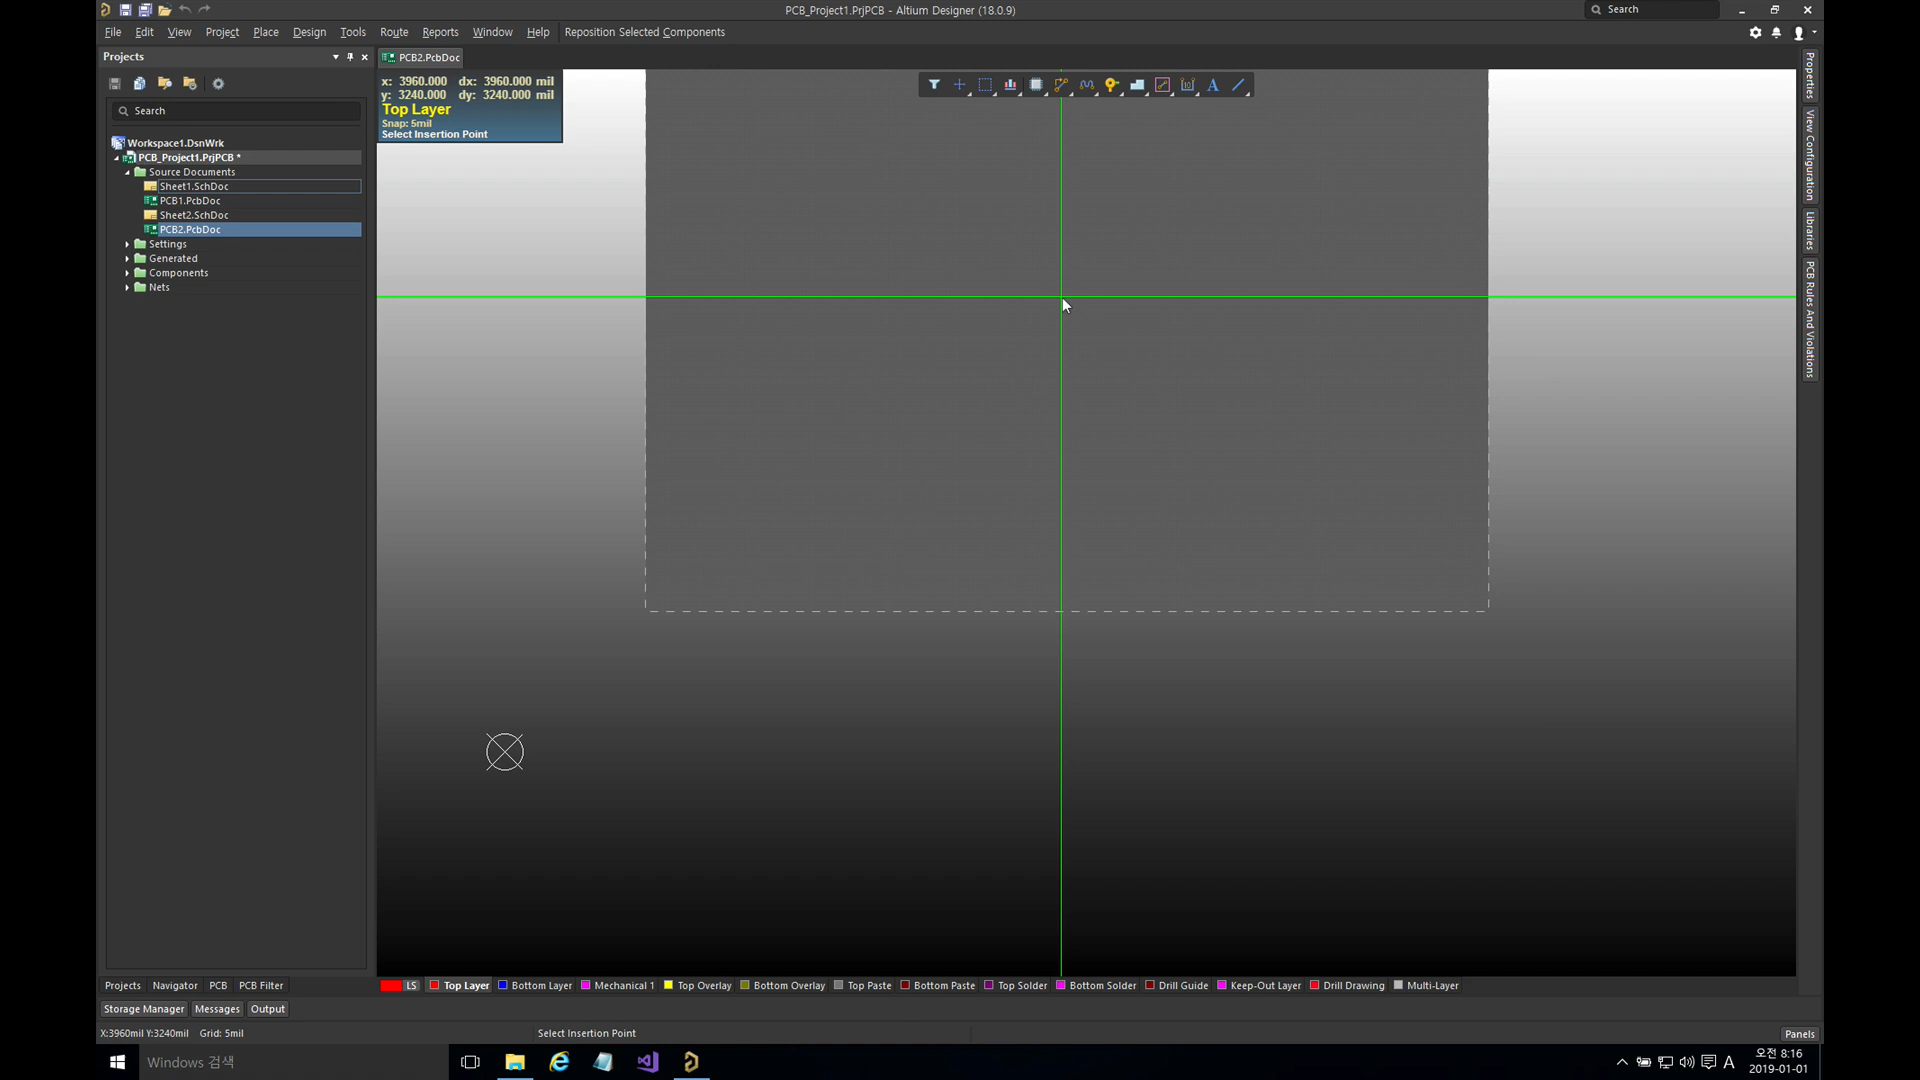 PCB_Project1.PrjPCB - Altium Designer (18.0.9)
Search
File Edit View Project Place Design Tools Route Reports Window Help Reposition Selected Components
Projects
PCB2.PcbDoc
x: 3960.000 dx: 3960.000 mil
y: 3240.000 dy: 3240.000 mil
Top Layer
Snap: 5mil
Select Insertion Point
Search
Workspace1.DsnWrk
PCB_Project1.PrjPCB *
Source Documents
Sheet1.SchDoc
PCB1.PcbDoc
Sheet2.SchDoc
PCB2.PcbDoc
Settings
Generated
Components
Nets
Properties
View Configuration
Libraries
PCB Rules And Violations
Projects Navigator PCB PCB Filter
LS Top Layer Bottom Layer Mechanical 1 Top Overlay Bottom Overlay Top Paste Bottom Paste Top Solder Bottom Solder Drill Guide Keep-Out Layer Drill Drawing Multi-Layer
Storage Manager Messages Output
X:3960mil Y:3240mil Grid: 5mil Select Insertion Point Panels
Windows 검색
A
오전 8:16
2019-01-01